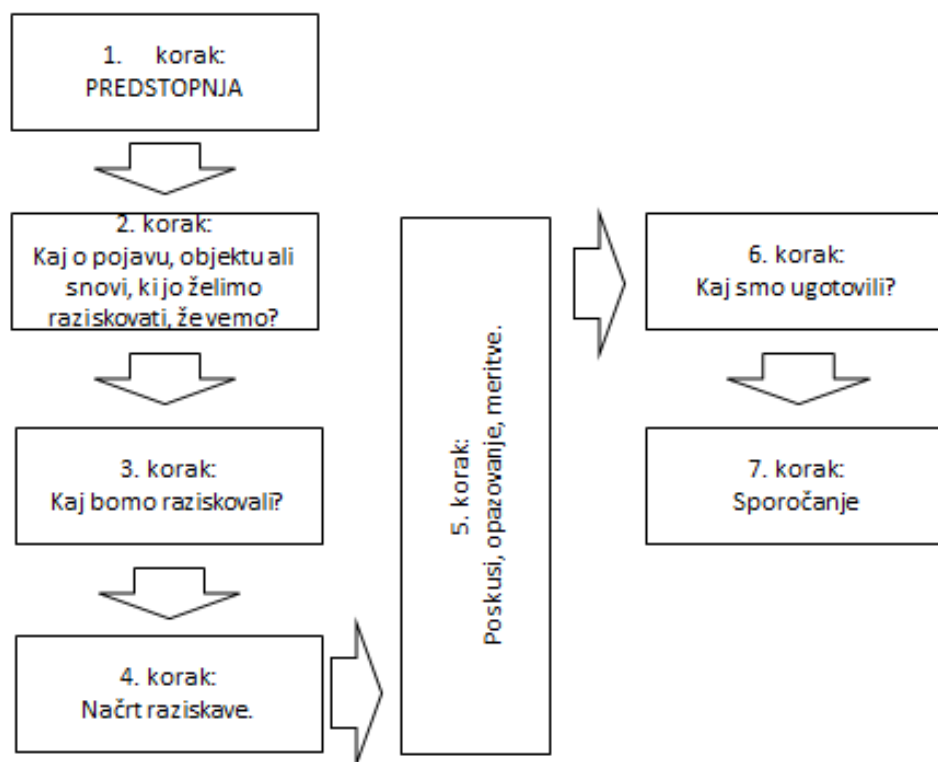 1. korak:
PREDSTOPNJA
2. korak:
Kaj o pojavu, objektu ali
snovi, ki jo želimo
raziskovati, že vemo?
3. korak:
Kaj bomo raziskovali?
4. korak:
Načrt raziskave.
5. korak:
Poskusi, opazovanje, meritve.
6. korak:
Kaj smo ugotovili?
7. korak:
Sporočanje